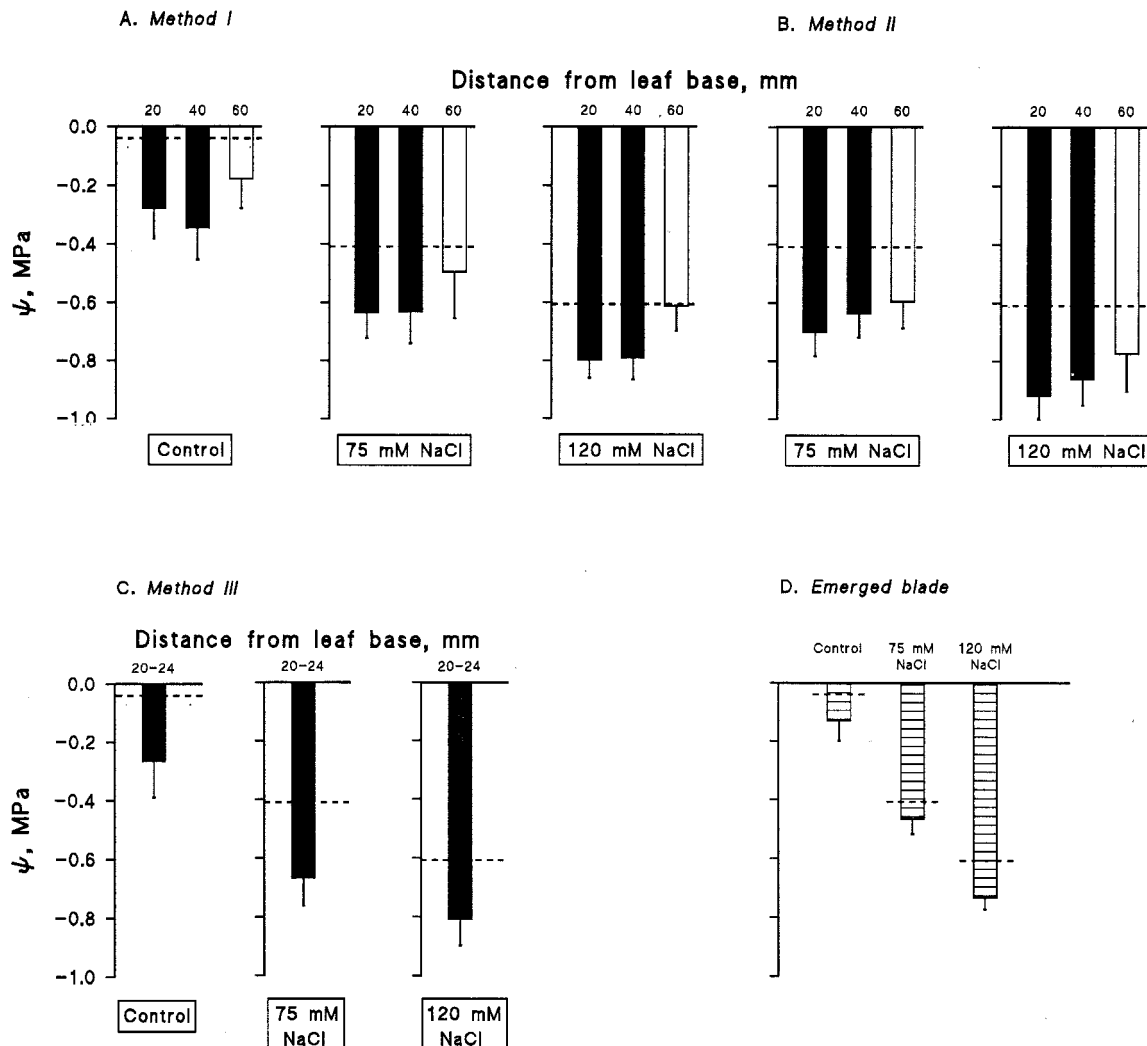 A. Method I
B. Method II
Distance from leaf base, mm
20 40 60
20 40 60
20 40 60
20 40 60
20 40 60
0.0
-0.2
-0.4
-0.6
-0.8
-1.0
ψ, MPa
Control
75 mM NaCl
120 mM NaCl
75 mM NaCl
120 mM NaCl
C. Method III
D. Emerged blade
Distance from leaf base, mm
20-24
20-24
20-24
Control
75 mM
NaCl
120 mM
NaCl
0.0
-0.2
-0.4
-0.6
-0.8
-1.0
ψ, MPa
Control
75 mM
NaCl
120 mM
NaCl